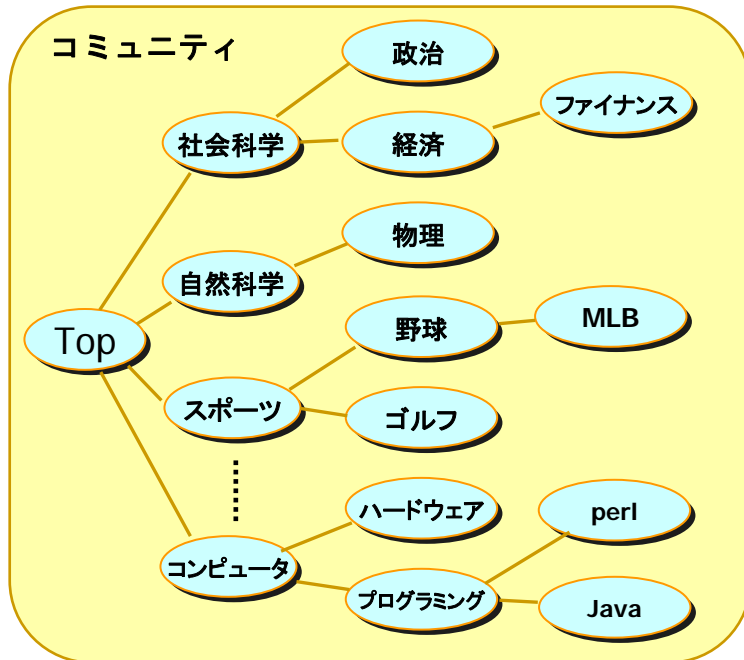 コミュニティ
政治
ファイナンス
社会科学
経済
物理
自然科学
野球
MLB
Top
スポーツ
ゴルフ
ハードウェア
perl
コンピュータ
プログラミング
Java